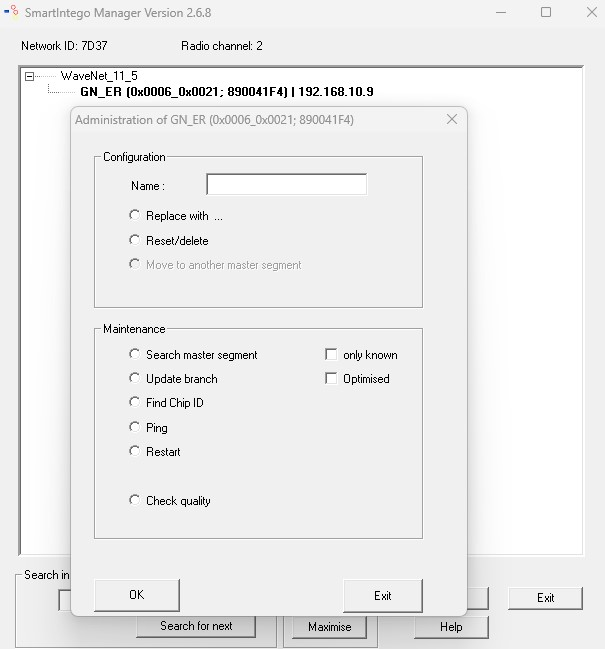 SmartIntego Manager Version 2.6.8
Network ID: 7D37 Radio channel: 2
WaveNet_11_5
GN_ER (0x0006_0x0021; 890041F4) | 192.168.10.9
Administration of GN_ER (0x0006_0x0021; 890041F4)
Configuration
Name :
Replace with ...
Reset/delete
Move to another master segment
Maintenance
Search master segment only known
Update branch Optimised
Find Chip ID
Ping
Restart
Check quality
Search in
OK Exit
Exit
Search for next Maximise Help